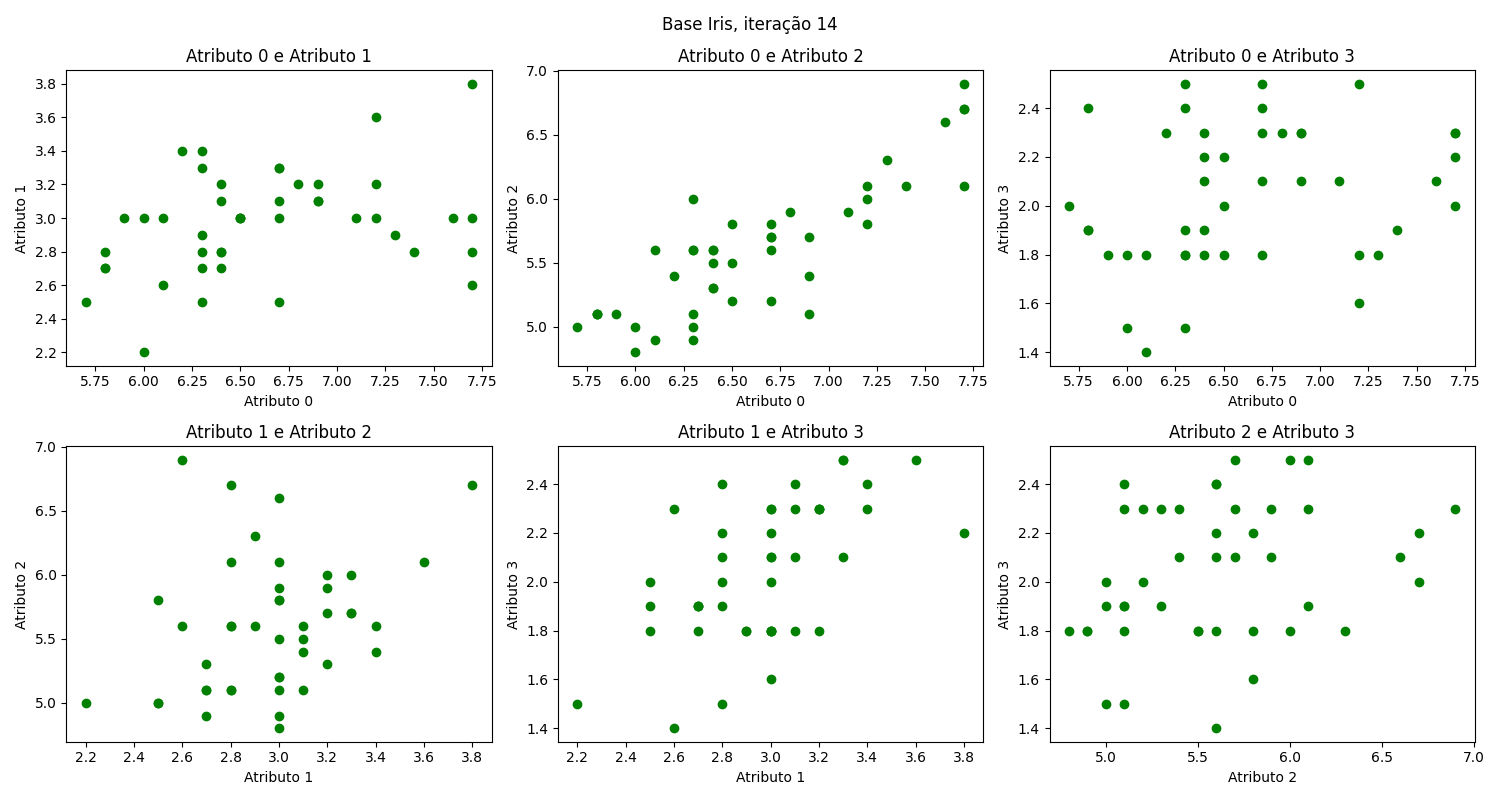 Base Iris, iteração 14
Atributo 0 e Atributo 1
3.8
3.6
3.4
3.2
3.0
2.8
2.6
2.4
2.2
Atributo 1
5.75 6.00 6.25 6.50 6.75 7.00 7.25 7.50 7.75
Atributo 0
Atributo 0 e Atributo 2
7.0
6.5
6.0
5.5
5.0
Atributo 2
5.75 6.00 6.25 6.50 6.75 7.00 7.25 7.50 7.75
Atributo 0
Atributo 0 e Atributo 3
2.4
2.2
2.0
1.8
1.6
1.4
Atributo 3
5.75 6.00 6.25 6.50 6.75 7.00 7.25 7.50 7.75
Atributo 0
Atributo 1 e Atributo 2
7.0
6.5
6.0
5.5
5.0
Atributo 2
2.2 2.4 2.6 2.8 3.0 3.2 3.4 3.6 3.8
Atributo 1
Atributo 1 e Atributo 3
2.4
2.2
2.0
1.8
1.6
1.4
Atributo 3
2.2 2.4 2.6 2.8 3.0 3.2 3.4 3.6 3.8
Atributo 1
Atributo 2 e Atributo 3
2.4
2.2
2.0
1.8
1.6
1.4
Atributo 3
5.0 5.5 6.0 6.5 7.0
Atributo 2